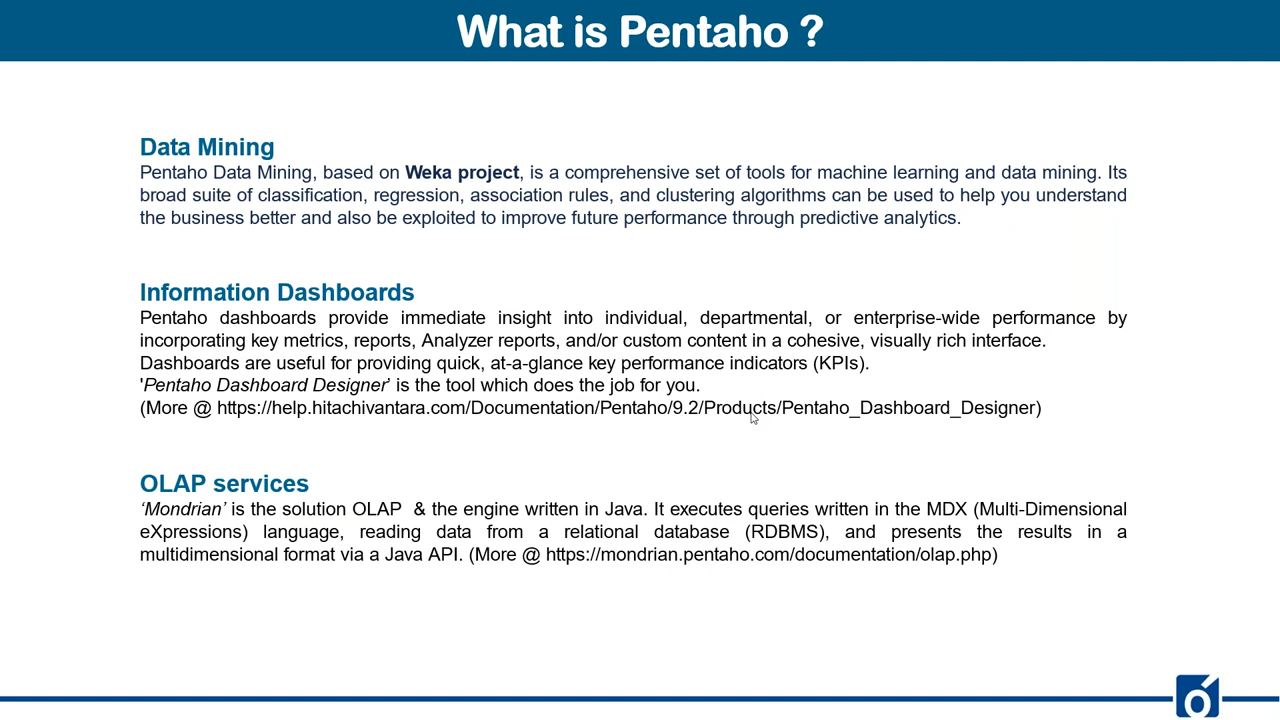 What is Pentaho ?
Data Mining
Pentaho Data Mining, based on Weka project, is a comprehensive set of tools for machine learning and data mining. Its
broad suite of classification, regression, association rules, and clustering algorithms can be used to help you understand
the business better and also be exploited to improve future performance through predictive analytics.
Information Dashboards
Pentaho dashboards provide immediate insight into individual, departmental, or enterprise-wide performance by
incorporating key metrics, reports, Analyzer reports, and/or custom content in a cohesive, visually rich interface.
Dashboards are useful for providing quick, at-a-glance key performance indicators (KPIs).
'Pentaho Dashboard Designer’ is the tool which does the job for you.
(More @ https://help.hitachivantara.com/Documentation/Pentaho/9.2/Products/Pentaho_Dashboard_Designer)
OLAP services
‘Mondrian’ is the solution OLAP & the engine written in Java. It executes queries written in the MDX (Multi-Dimensional
eXpressions) language, reading data from a relational database (RDBMS), and presents the results in a
multidimensional format via a Java API. (More @ https://mondrian.pentaho.com/documentation/olap.php)